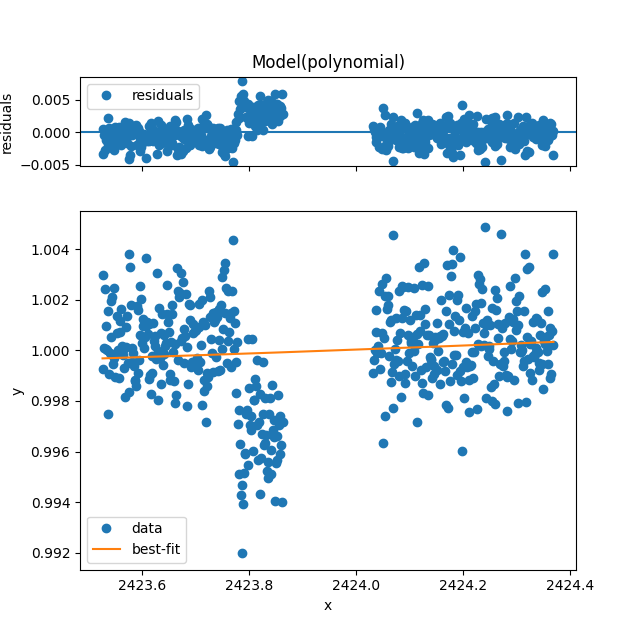 Model(polynomial)
residuals
0.005
0.000
−0.005
residuals
1.004
1.002
1.000
0.998
0.996
0.994
0.992
y
data
best-fit
2423.6
2423.8
2424.0
2424.2
2424.4
x